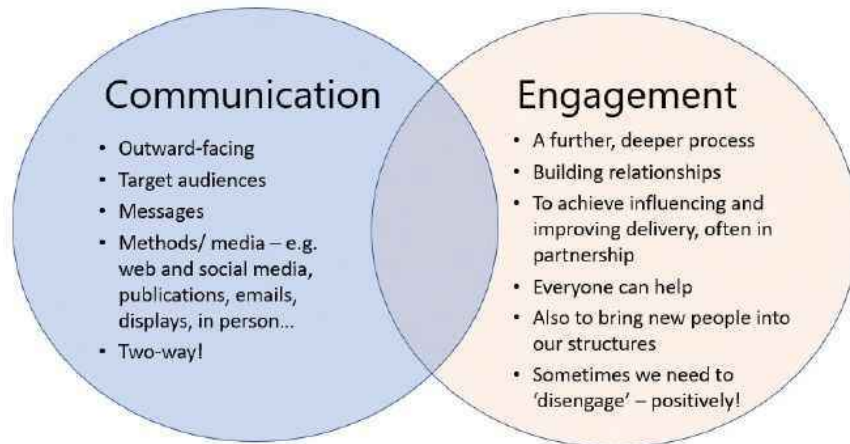 Communication
• Outward-facing
• Target audiences
• Messages
• Methods/ media – e.g.
web and social media,
publications, emails,
displays, in person...
• Two-way!
Engagement
• A further, deeper process
• Building relationships
• To achieve influencing and
improving delivery, often in
partnership
• Everyone can help
• Also to bring new people into
our structures
• Sometimes we need to
‘disengage’ – positively!